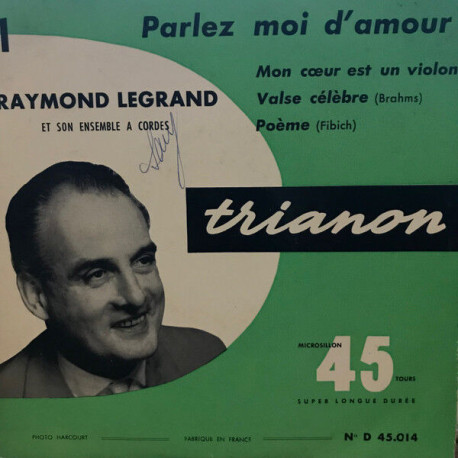 Parlez moi d'amour
Mon cœur est un violon
RAYMOND LEGRAND
Valse célèbre (Brahms)
ET SON ENSEMBLE A CORDES
Poème (Fibich)
trianon
MICROSILLON
45
TOURS
SUPER LONGUE DURÉE
PHOTO HARCOURT
FABRIQUE EN FRANCE
N° D 45.014